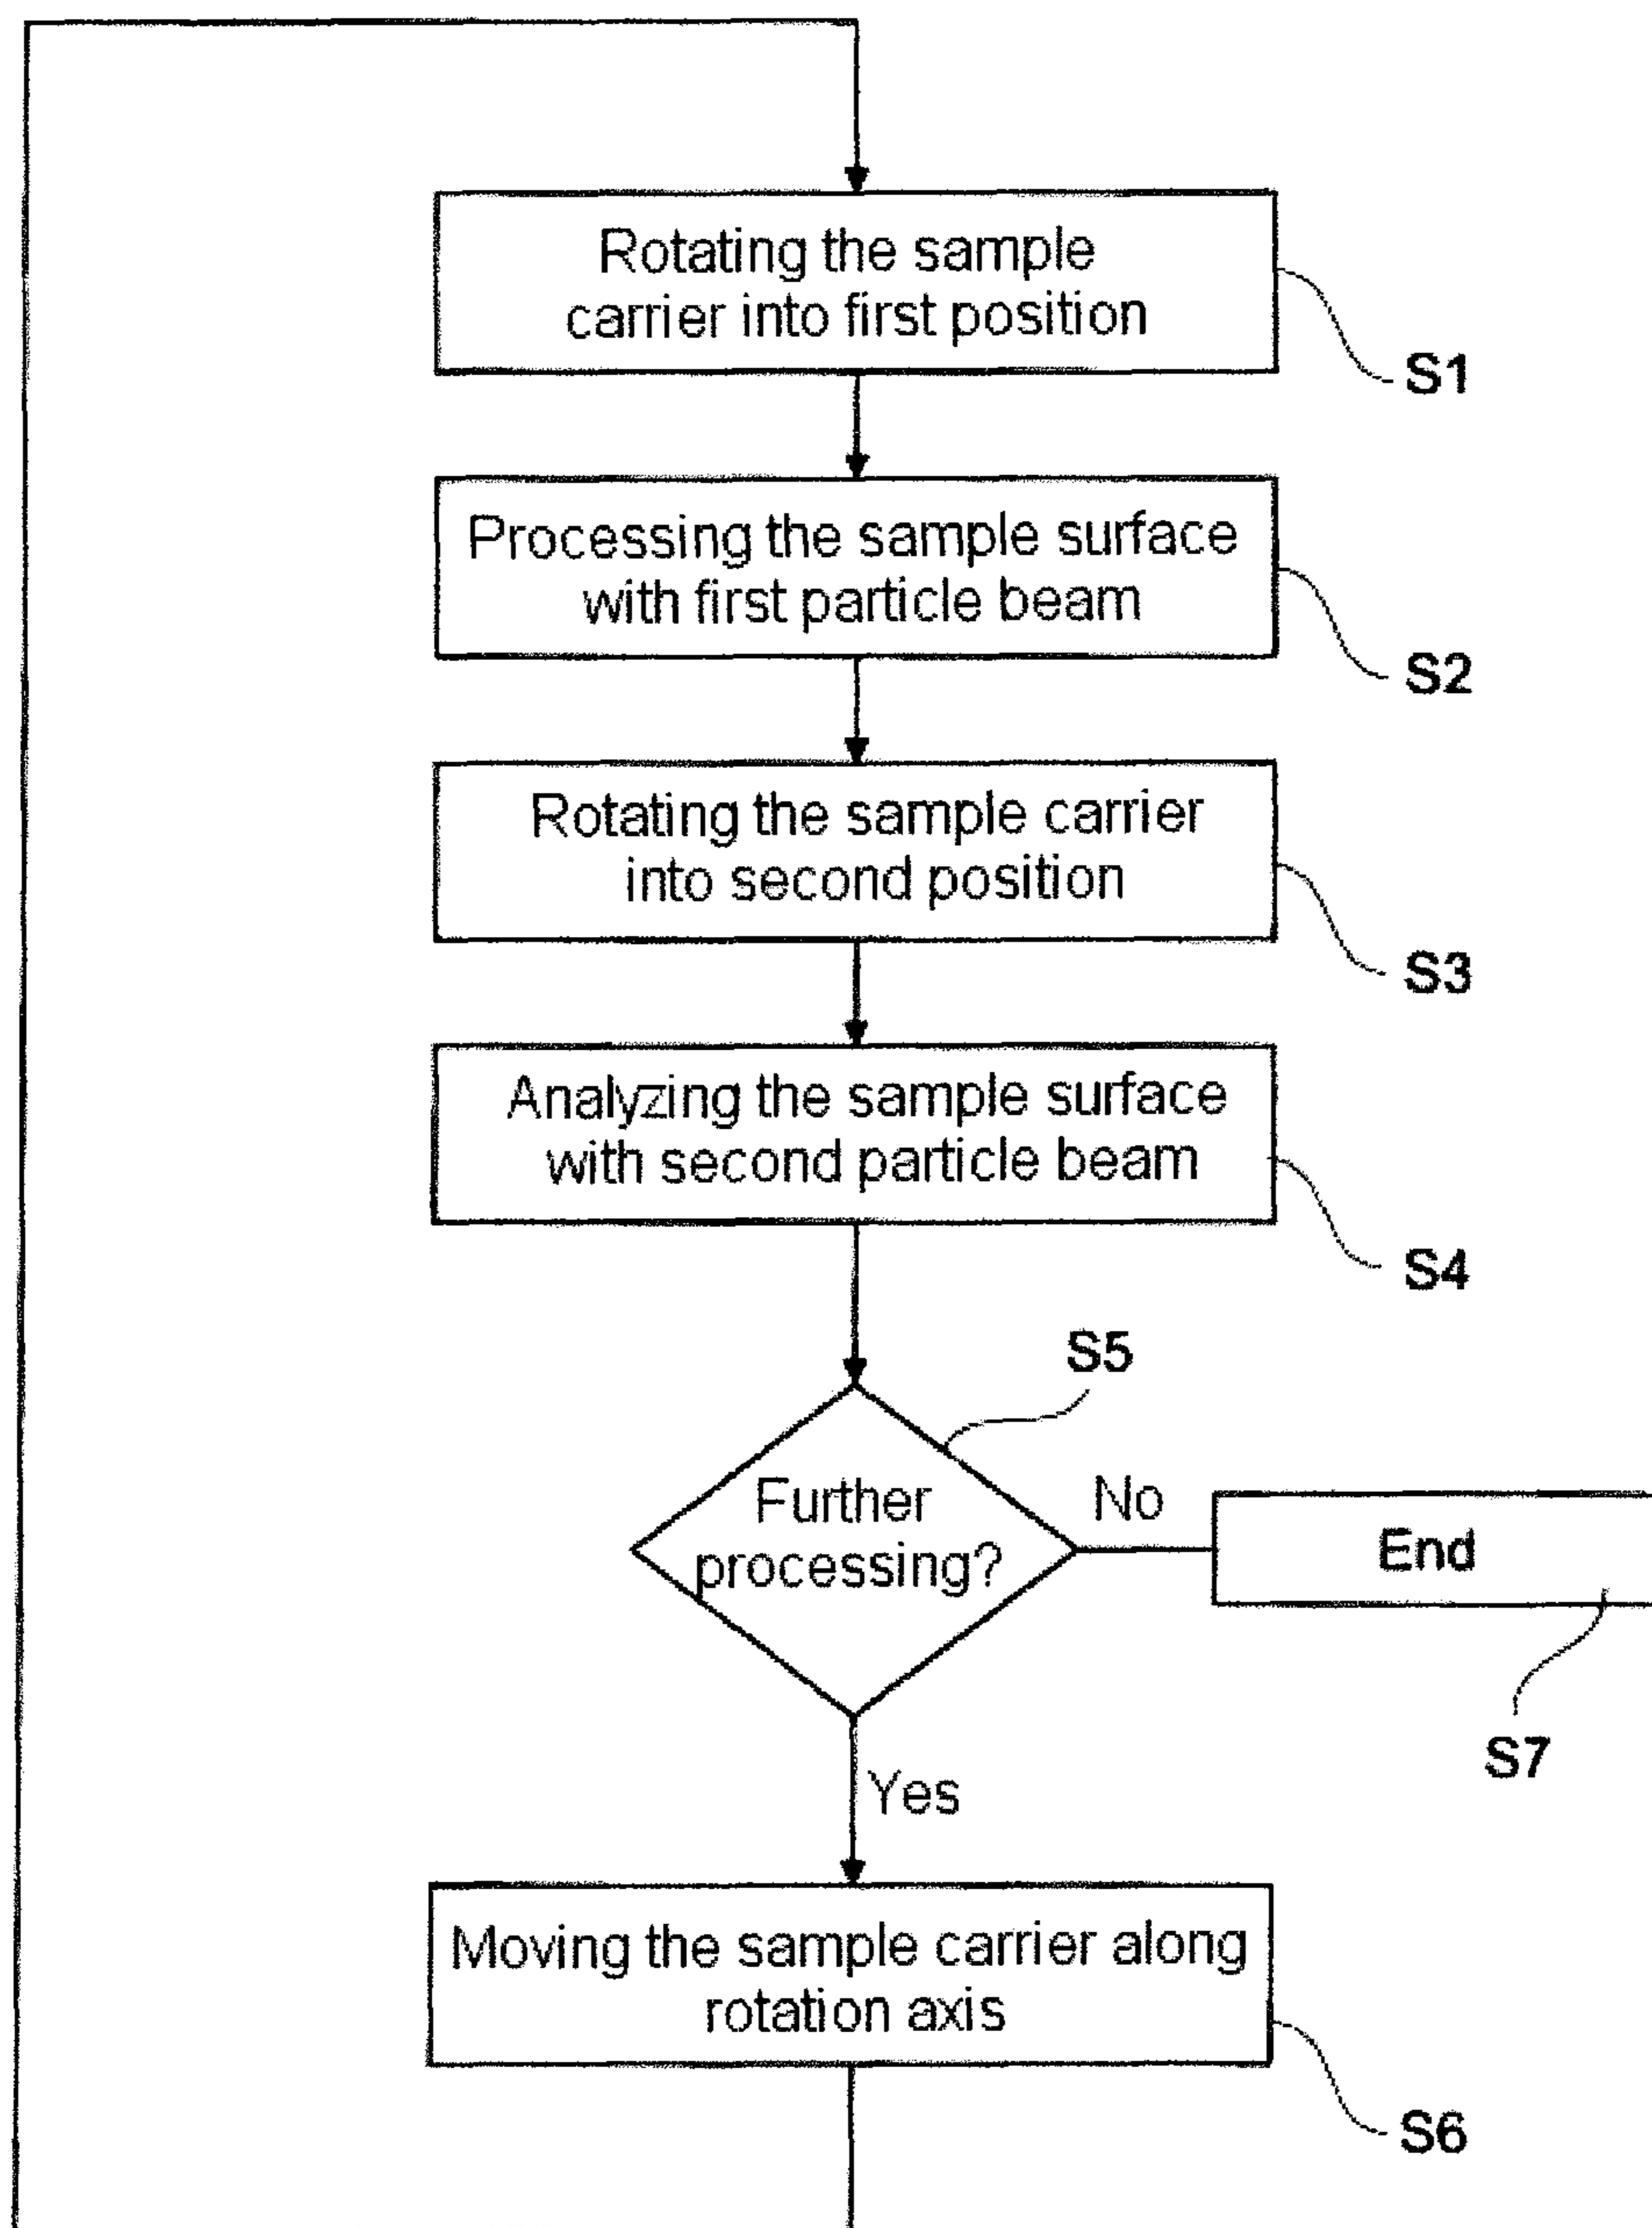 Rotating the sample
carrier into first position
S1
Processing the sample surface
with first particle beam
S2
Rotating the sample carrier
into second position
S3
Analyzing the sample surface
with second particle beam
S4
S5
Further
processing?
No
End
S7
Yes
Moving the sample carrier along
rotation axis
S6